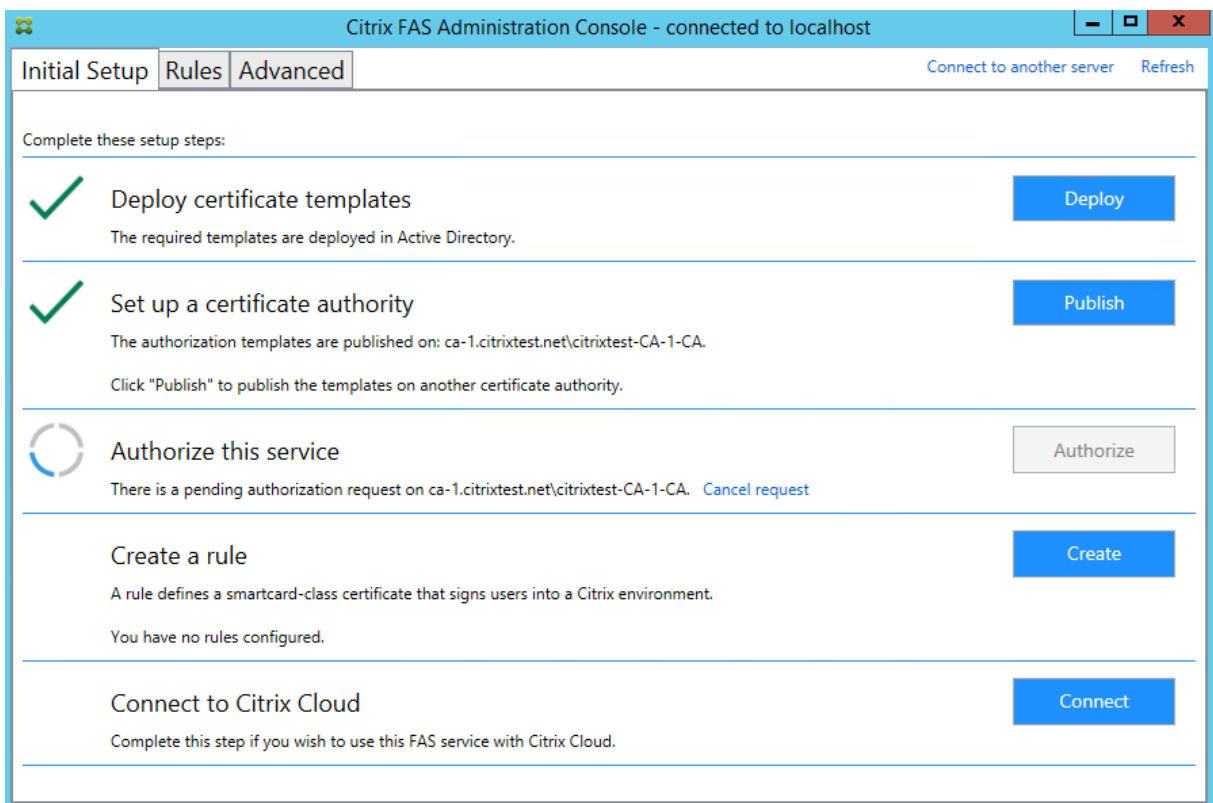 Citrix FAS Administration Console - connected to localhost
Initial Setup Rules Advanced Connect to another server Refresh
Complete these setup steps:
Deploy certificate templates Deploy
The required templates are deployed in Active Directory.
Set up a certificate authority Publish
The authorization templates are published on: ca-1.citrixtest.net\citrixtest-CA-1-CA.
Click "Publish" to publish the templates on another certificate authority.
Authorize this service Authorize
There is a pending authorization request on ca-1.citrixtest.net\citrixtest-CA-1-CA. Cancel request
Create a rule Create
A rule defines a smartcard-class certificate that signs users into a Citrix environment.
You have no rules configured.
Connect to Citrix Cloud Connect
Complete this step if you wish to use this FAS service with Citrix Cloud.